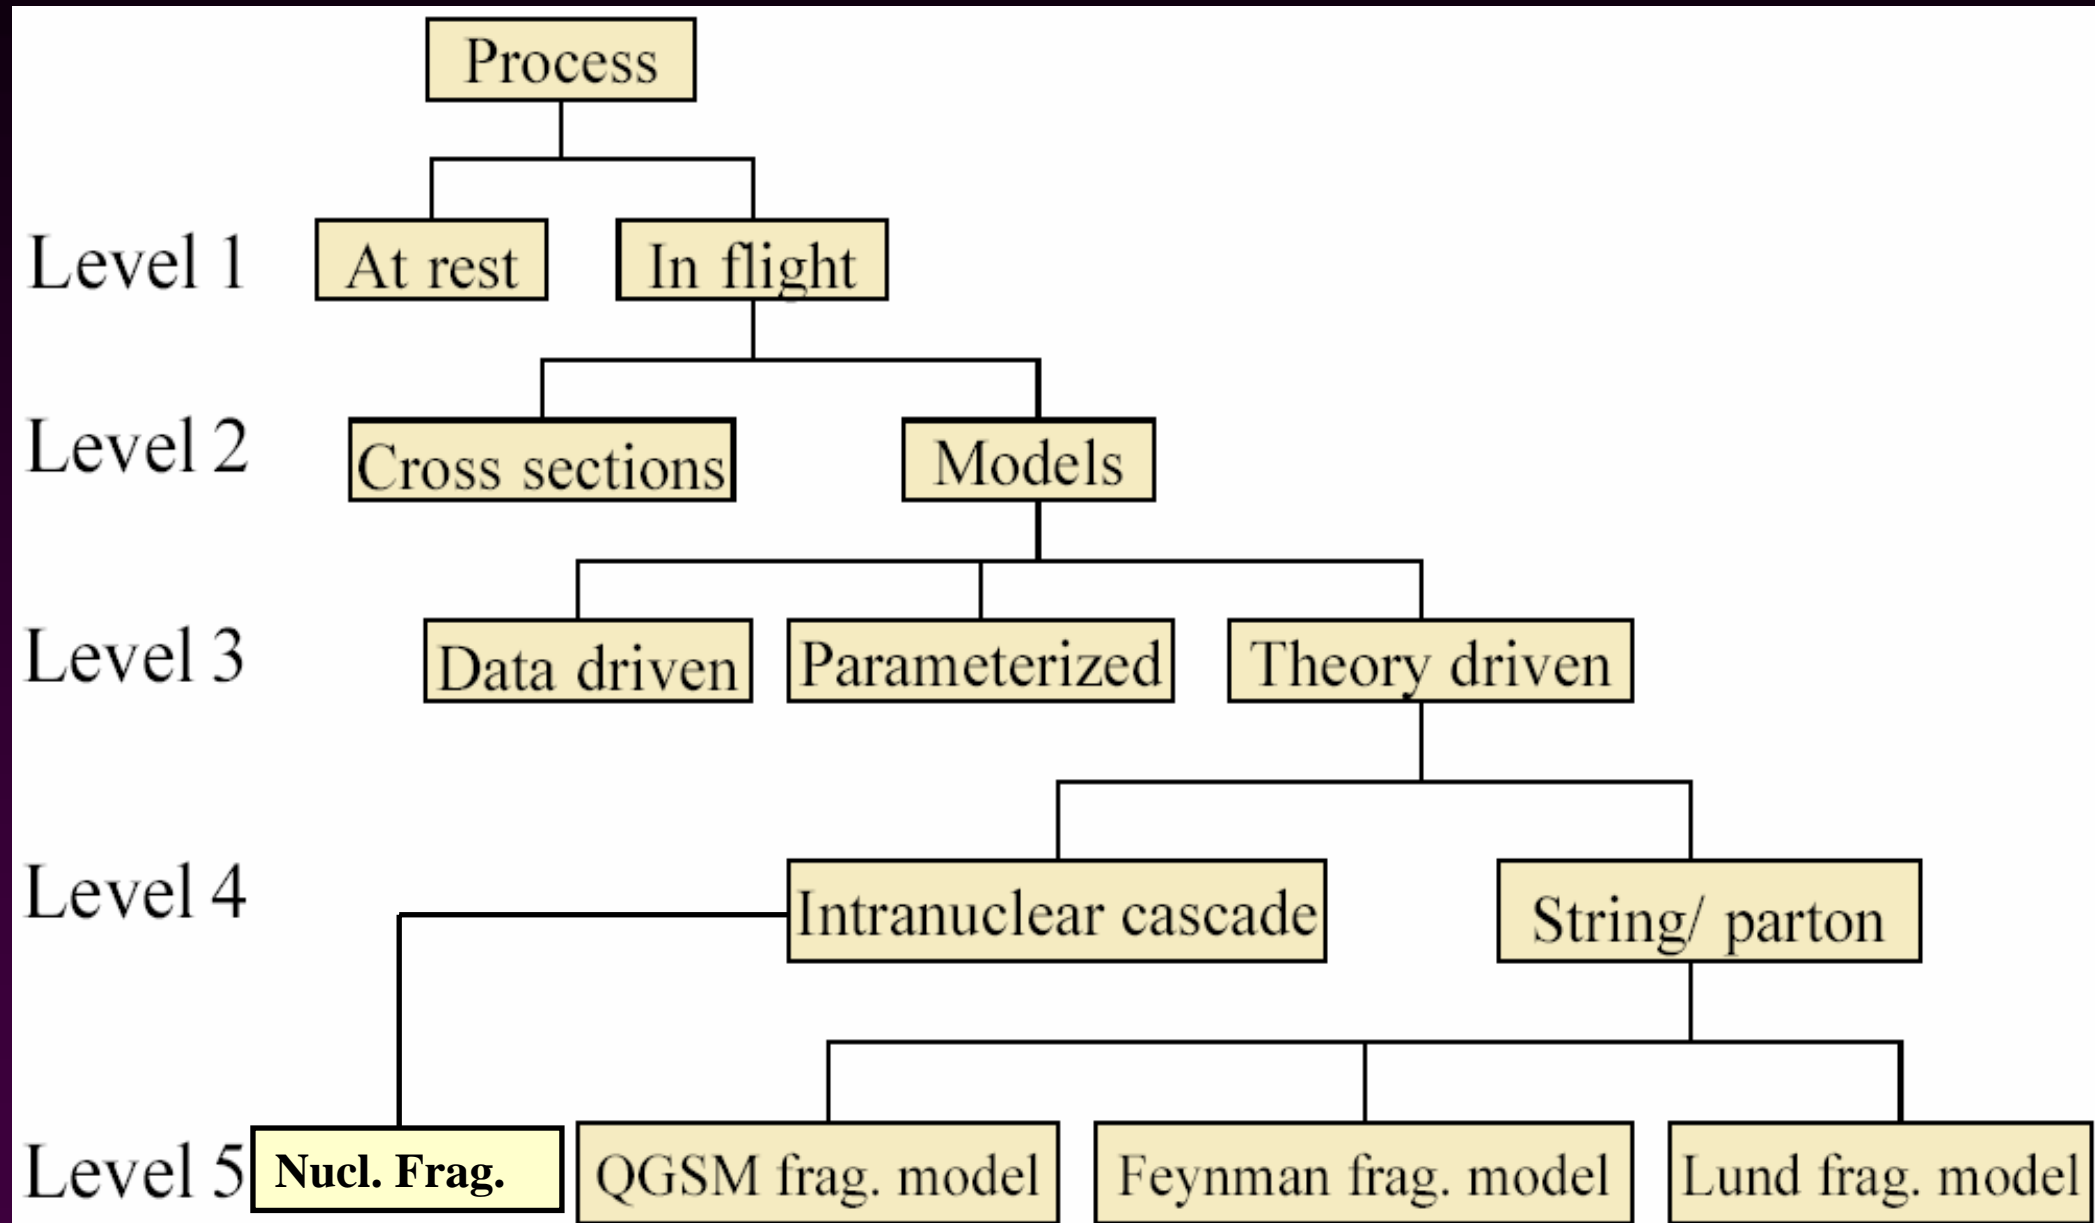 Process
Level 1 At rest In flight
Level 2 Cross sections Models
Level 3 Data driven Parameterized Theory driven
Level 4 Intranuclear cascade String/ parton
Level 5 Nucl. Frag. QGSM frag. model Feynman frag. model Lund frag. model